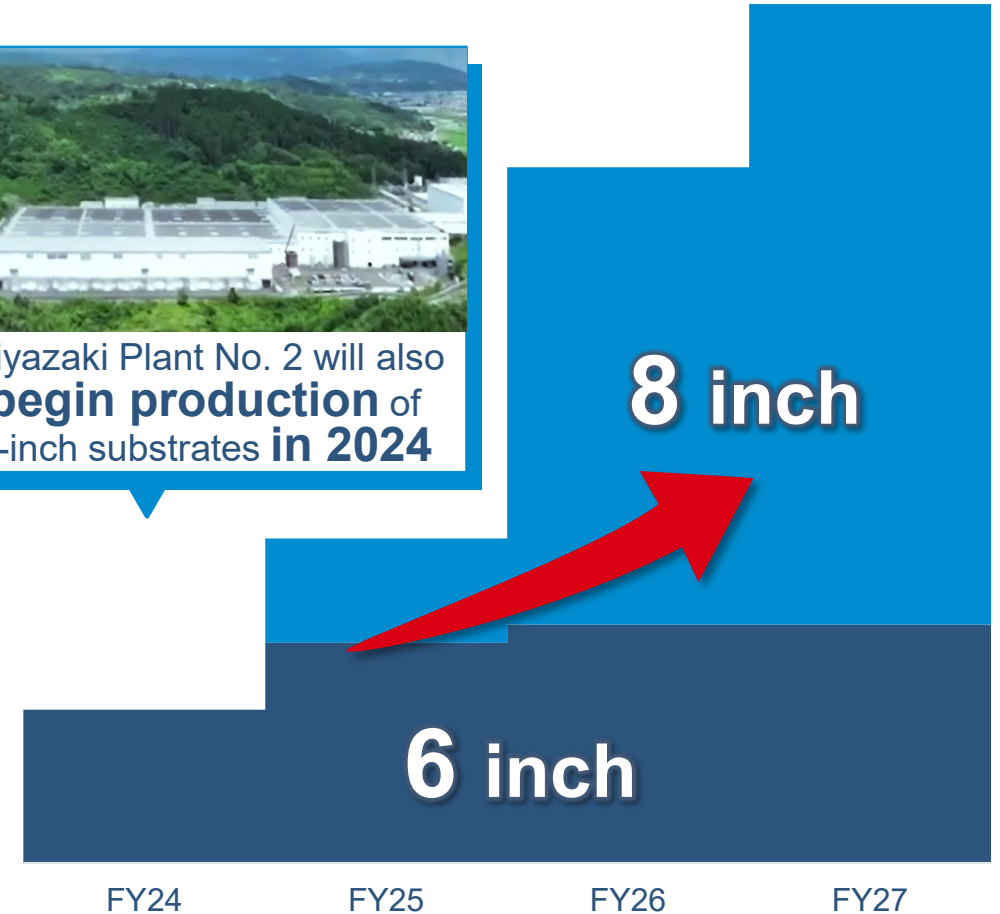 iyazaki Plant No. 2 will also
begin production of
-inch substrates in 2024
8 inch
6 inch
FY24 FY25 FY26 FY27